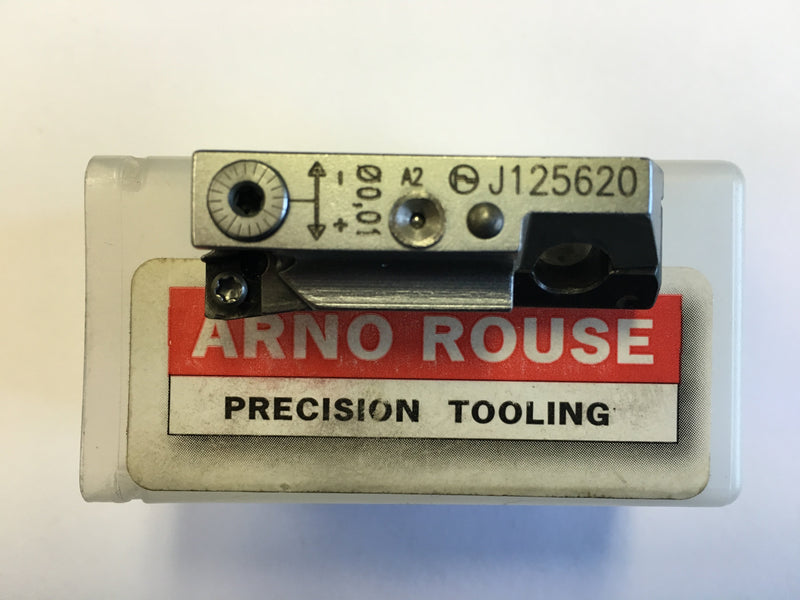 - Ø0,01 +
A2
J125620
ARNO ROUSE
PRECISION TOOLING